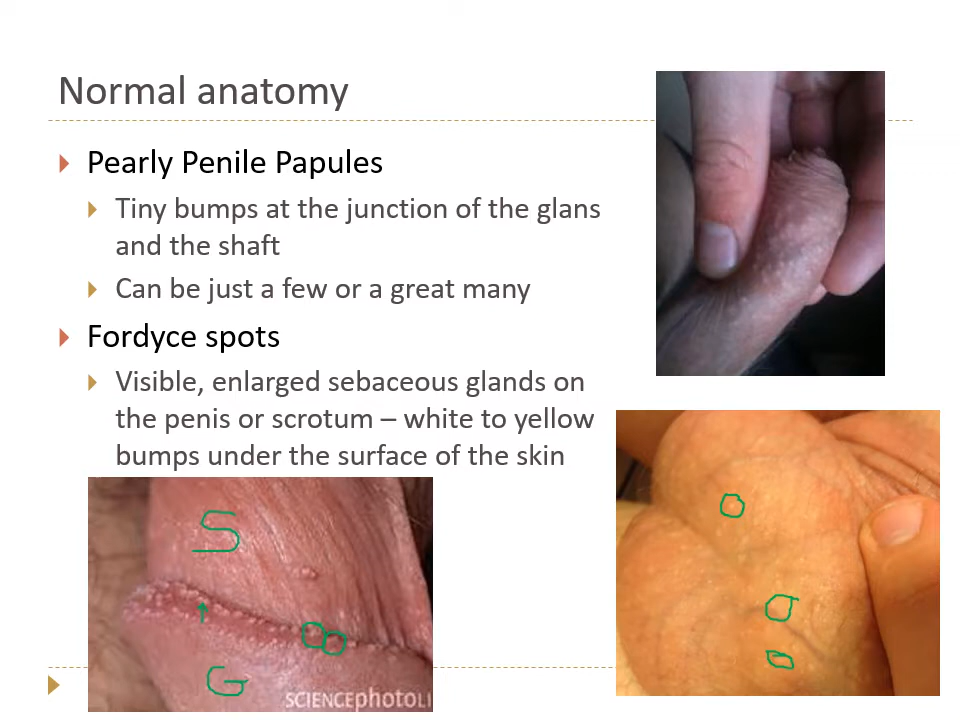 Normal anatomy
Pearly Penile Papules
Tiny bumps at the junction of the glans
and the shaft
Can be just a few or a great many
Fordyce spots
Visible, enlarged sebaceous glands on
the penis or scrotum – white to yellow
bumps under the surface of the skin
S
G
SCIENCEphotoLI